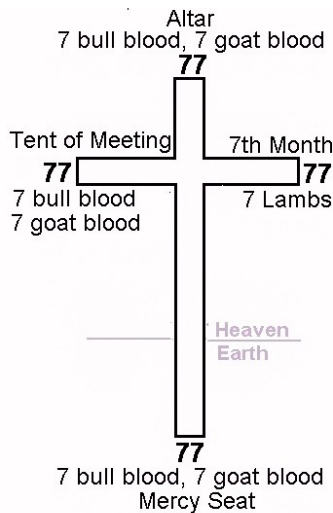 Altar
7 bull blood, 7 goat blood
77
Tent of Meeting
7th Month
77
77
7 bull blood
7 goat blood
7 Lambs
Heaven
Earth
77
7 bull blood, 7 goat blood
Mercy Seat